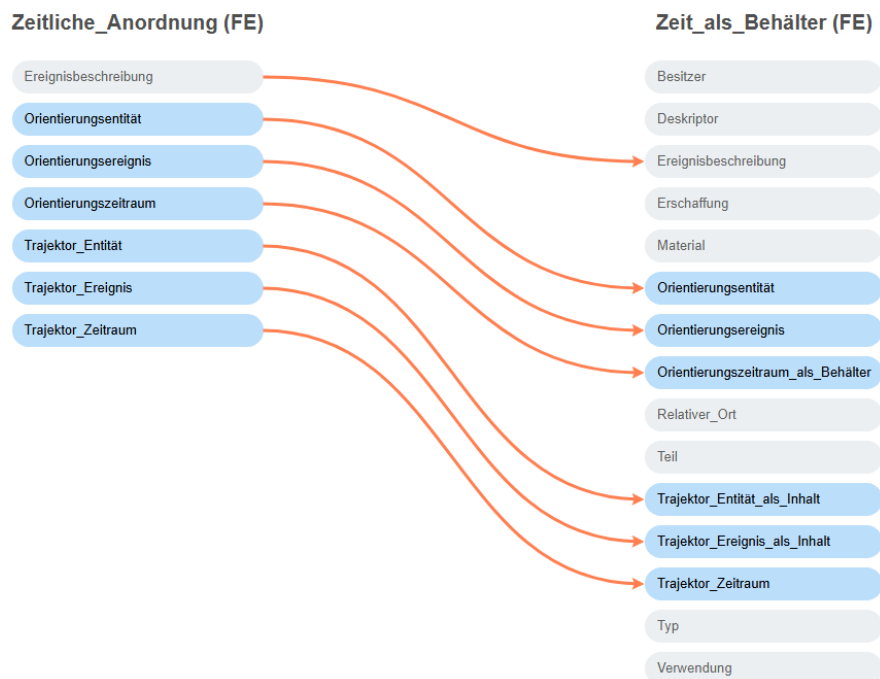 Zeitliche_Anordnung (FE)
Ereignisbeschreibung
Orientierungsentität
Orientierungsereignis
Orientierungszeitraum
Trajektor_Entität
Trajektor_Ereignis
Trajektor_Zeitraum
Zeit_als_Behälter (FE)
Besitzer
Deskriptor
Ereignisbeschreibung
Erschaffung
Material
Orientierungsentität
Orientierungsereignis
Orientierungszeitraum_als_Behälter
Relativer_Ort
Teil
Trajektor_Entität_als_Inhalt
Trajektor_Ereignis_als_Inhalt
Trajektor_Zeitraum
Typ
Verwendung